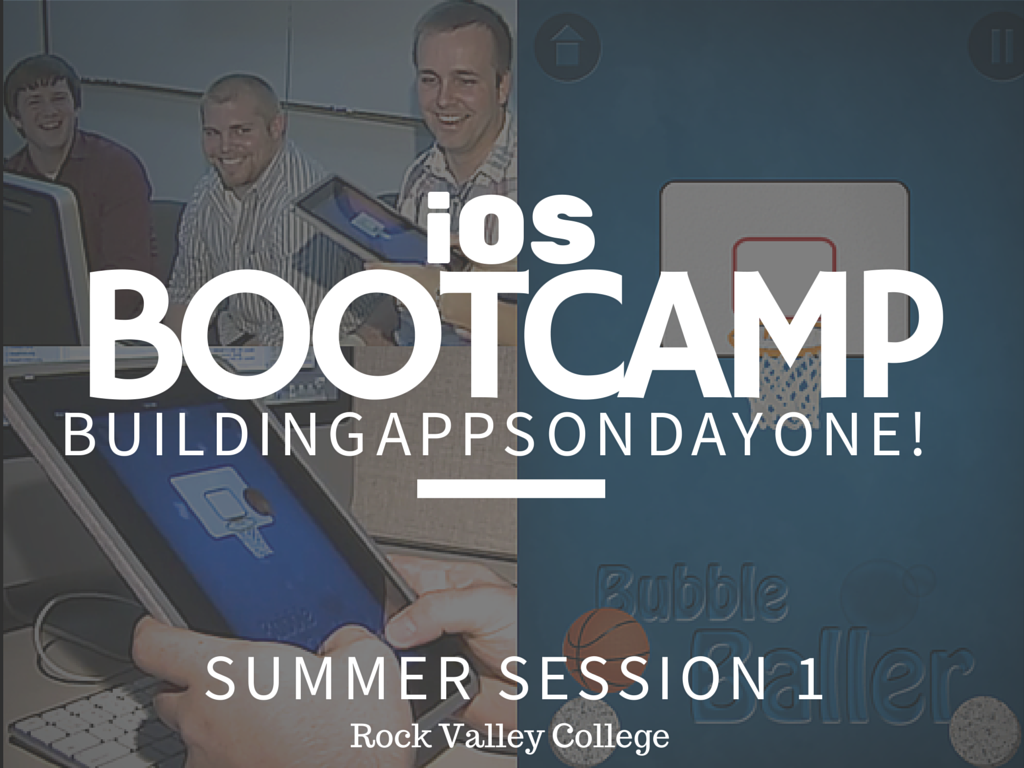 iOS
BOOTCAMP
BUILDINGAPPSONDAYONE!
Bubble
Baller
SUMMER SESSION 1
Rock Valley College